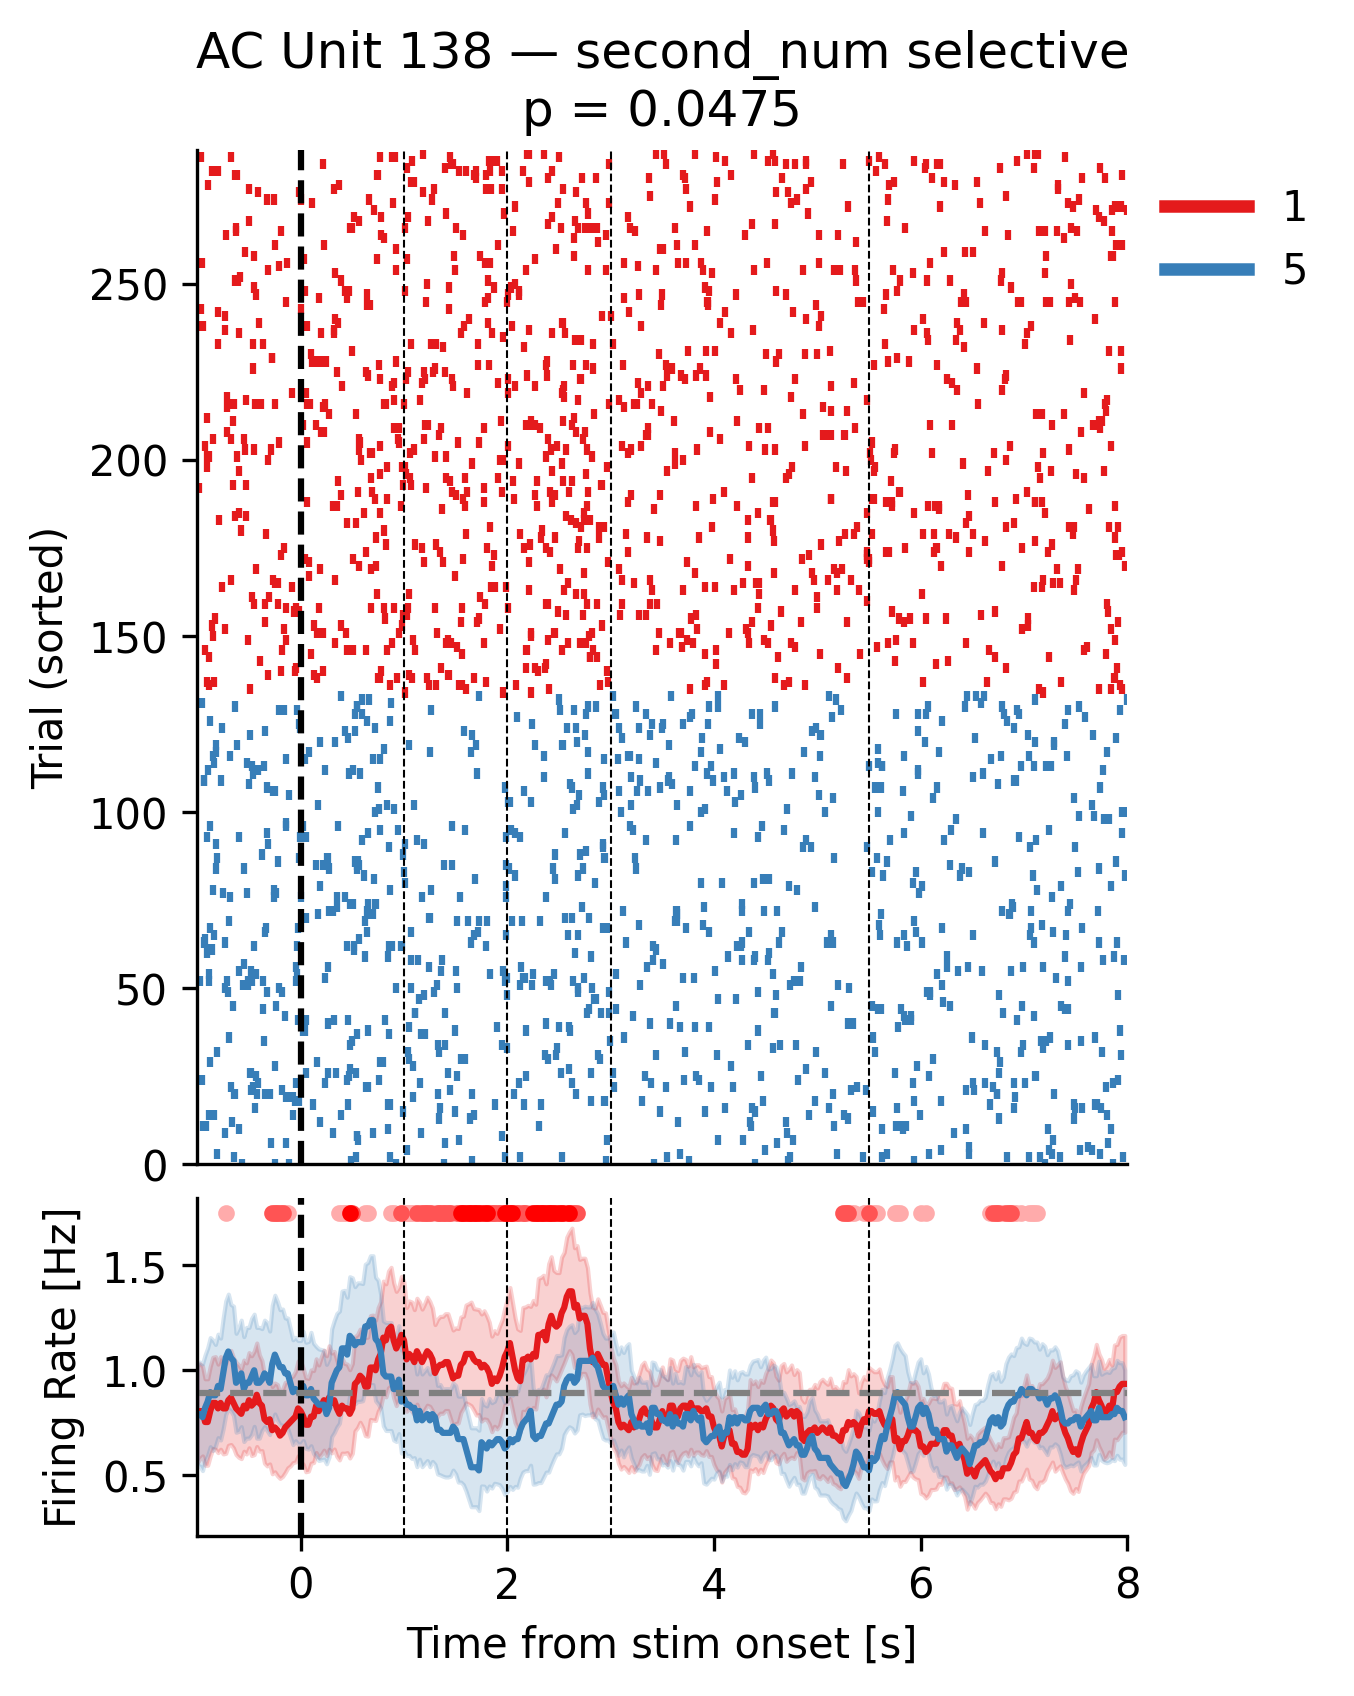 AC Unit 138 — second_num selective
p = 0.0475
1
5
Trial (sorted)
250
200
150
100
50
0
Firing Rate [Hz]
1.5
1.0
0.5
0 2 4 6 8
Time from stim onset [s]